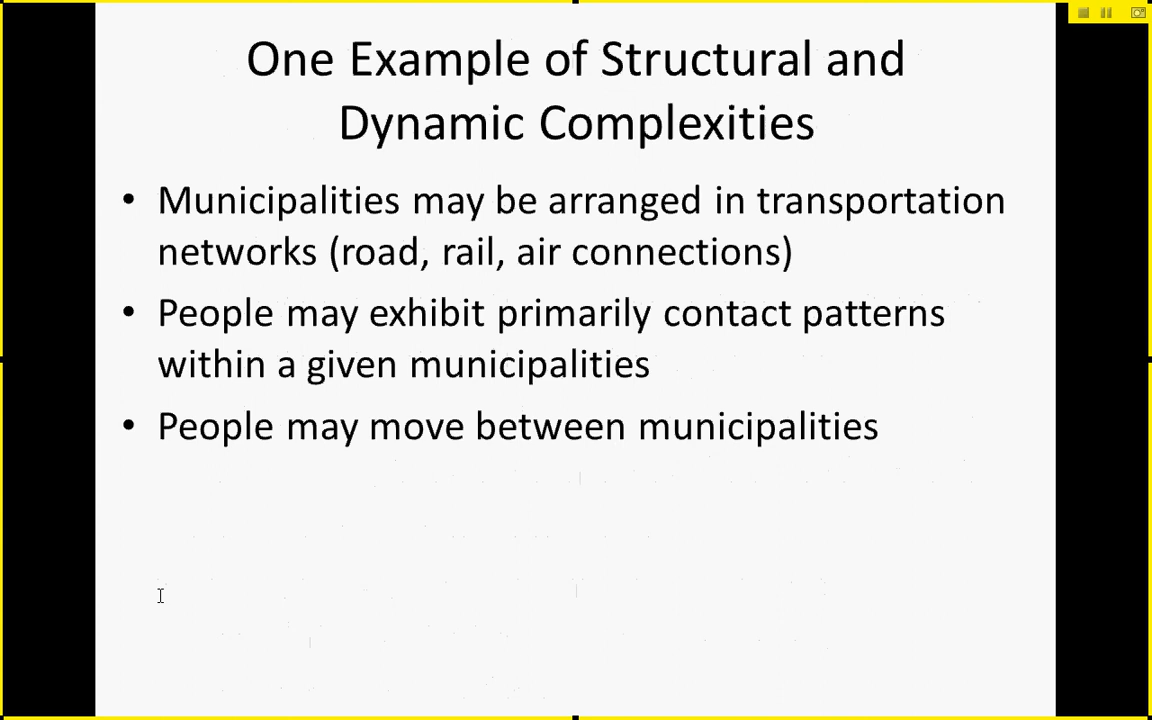 One Example of Structural and
Dynamic Complexities
• Municipalities may be arranged in transportation
networks (road, rail, air connections)
• People may exhibit primarily contact patterns
within a given municipalities
• People may move between municipalities